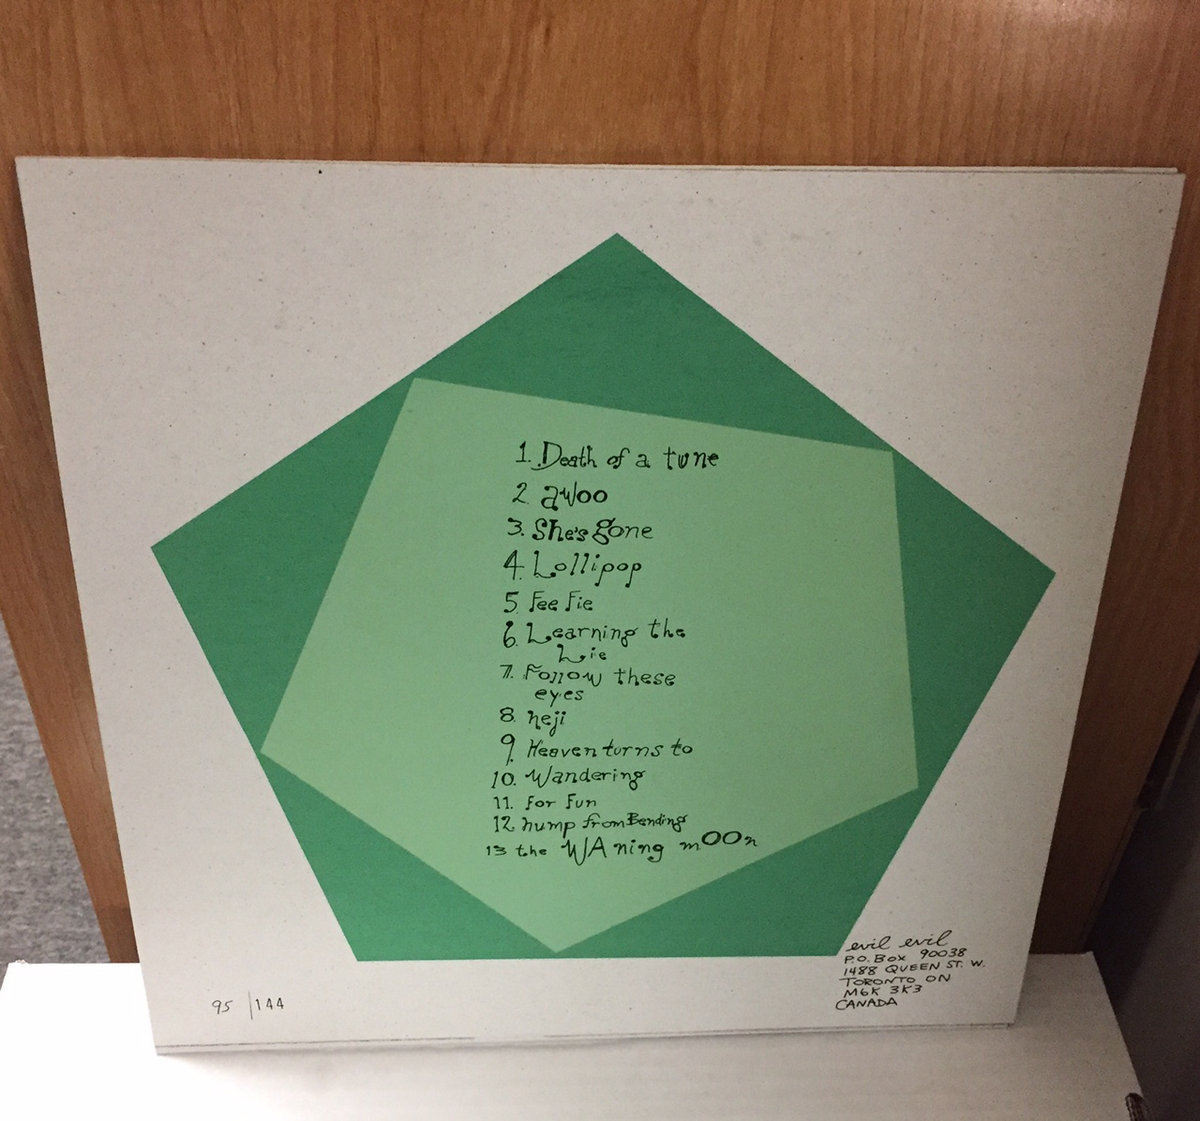 1. Death of a tune
2. awoo
3. She's gone
4. Lollipop
5. Fee Fie
6. Learning the
Lie
7. Follow these
eyes
8. heji
9. Heaven turns to
10. Wandering
11. For Fun
12. hump from Bending
13 the WAning mOOn
evil evil
P.O. Box 90038
1488 QUEEN ST. W.
TORONTO ON
M6K 3K3
CANADA
95 | 144